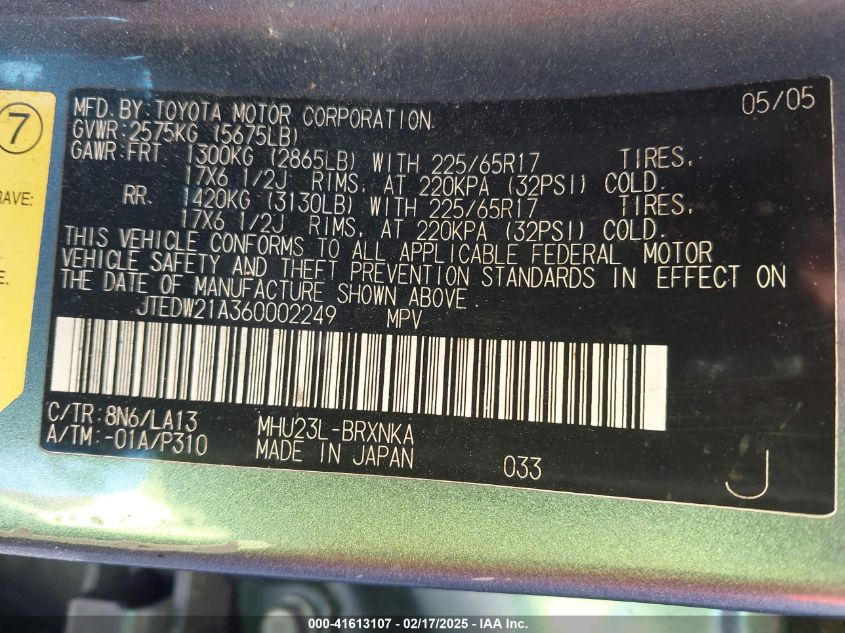 7
RAVE:
E.
MFD. BY: TOYOTA MOTOR CORPORATION 05/05
GVWR: 2575KG (5675LB)
GAWR: FRT 1300KG (2865LB) WITH 225/65R17 TIRES,
17X6 1/2J RIMS, AT 220KPA (32PSI) COLD.
RR. 1420KG (3130LB) WITH 225/65R17 TIRES,
17X6 1/2J RIMS, AT 220KPA (32PSI) COLD.
THIS VEHICLE CONFORMS TO ALL APPLICABLE FEDERAL MOTOR
VEHICLE SAFETY AND THEFT PREVENTION STANDARDS IN EFFECT ON
THE DATE OF MANUFACTURE SHOWN ABOVE.
JTEDW21A360002249 MPV
C/TR: 8N6/LA13 MHU23L-BRXNKA
A/TM: -01A/P310 MADE IN JAPAN 033 J
000-41613107 - 02/17/2025 - IAA Inc.